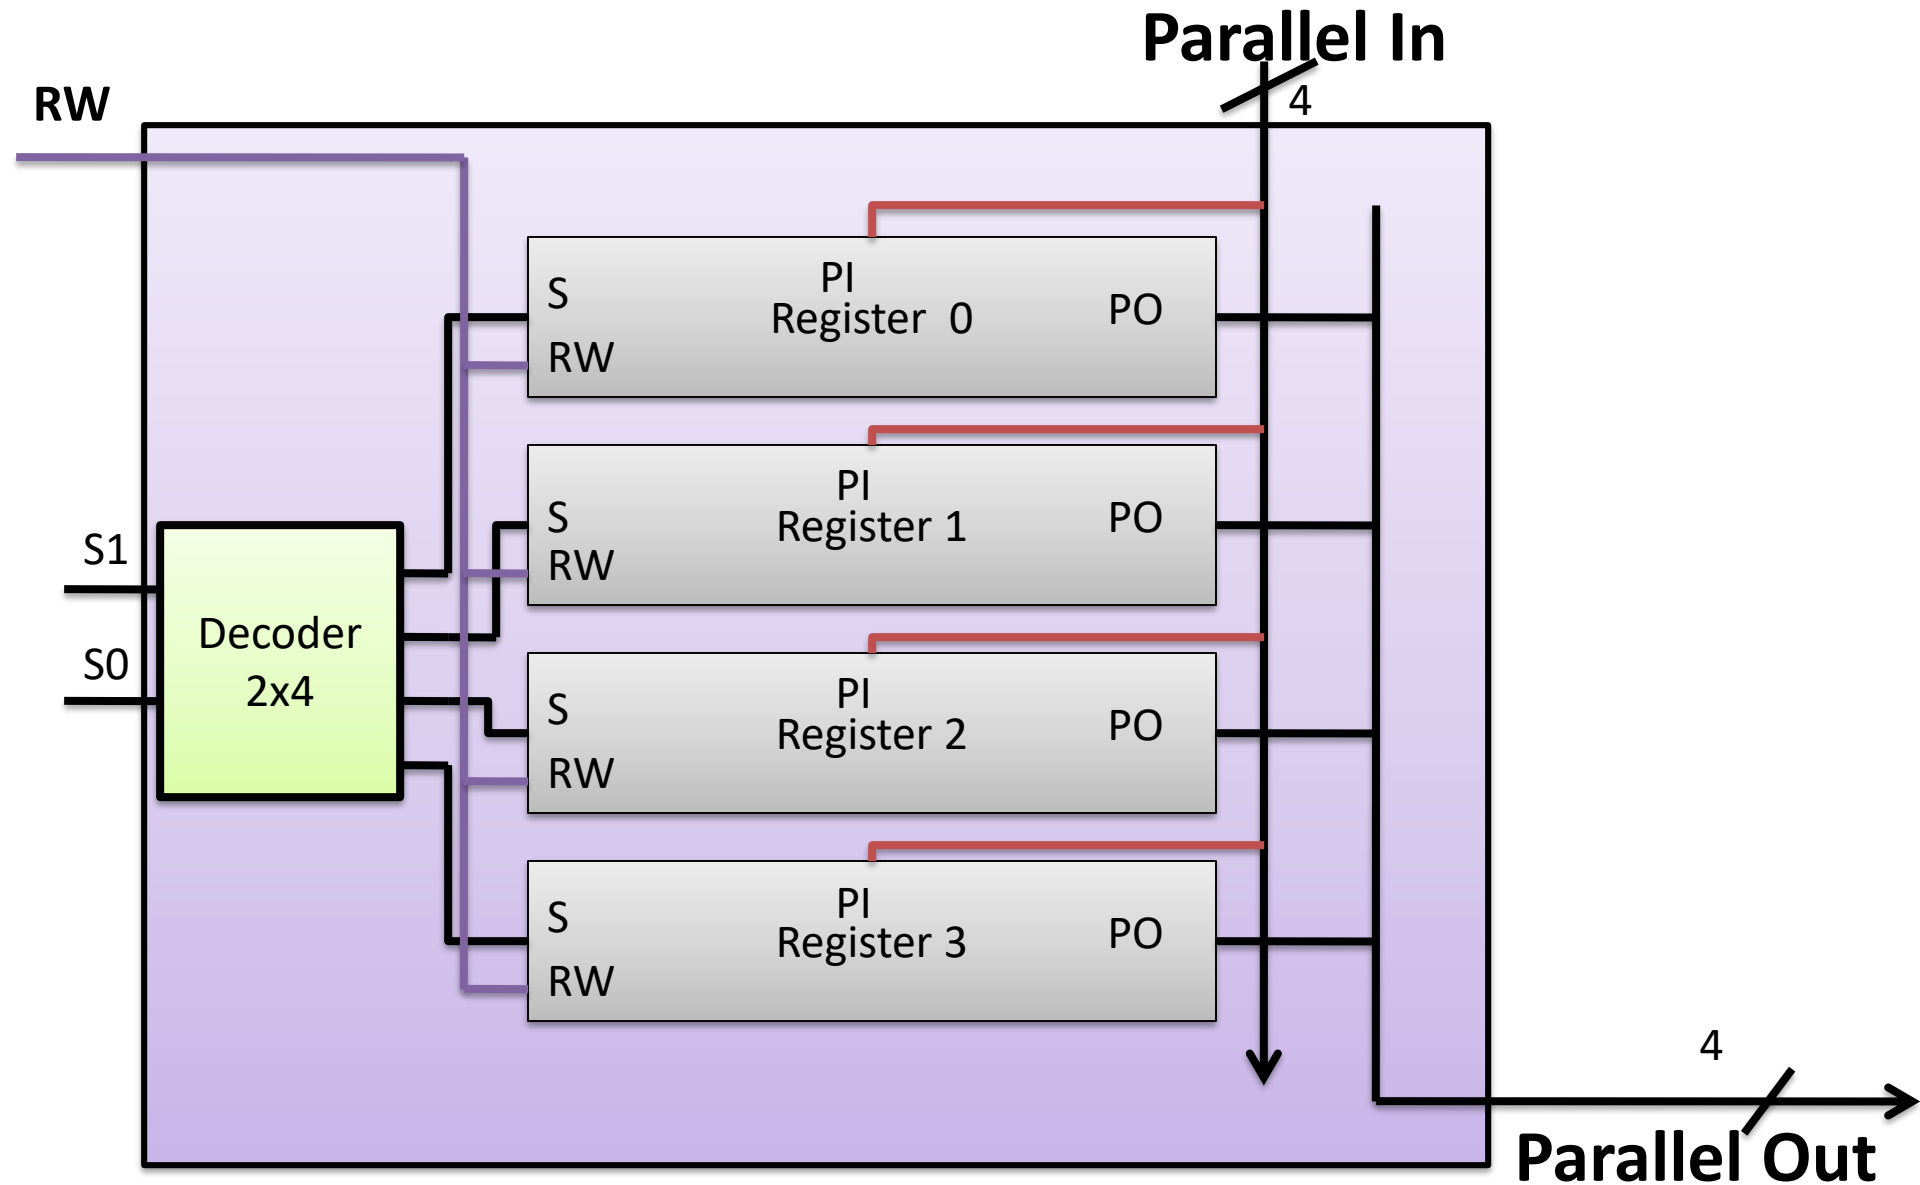 Parallel In
4
RW
PI
S
Register 0
PO
RW
PI
S
Register 1
PO
RW
S1
Decoder
2x4
S0
PI
S
Register 2
PO
RW
PI
S
Register 3
PO
RW
4
Parallel Out